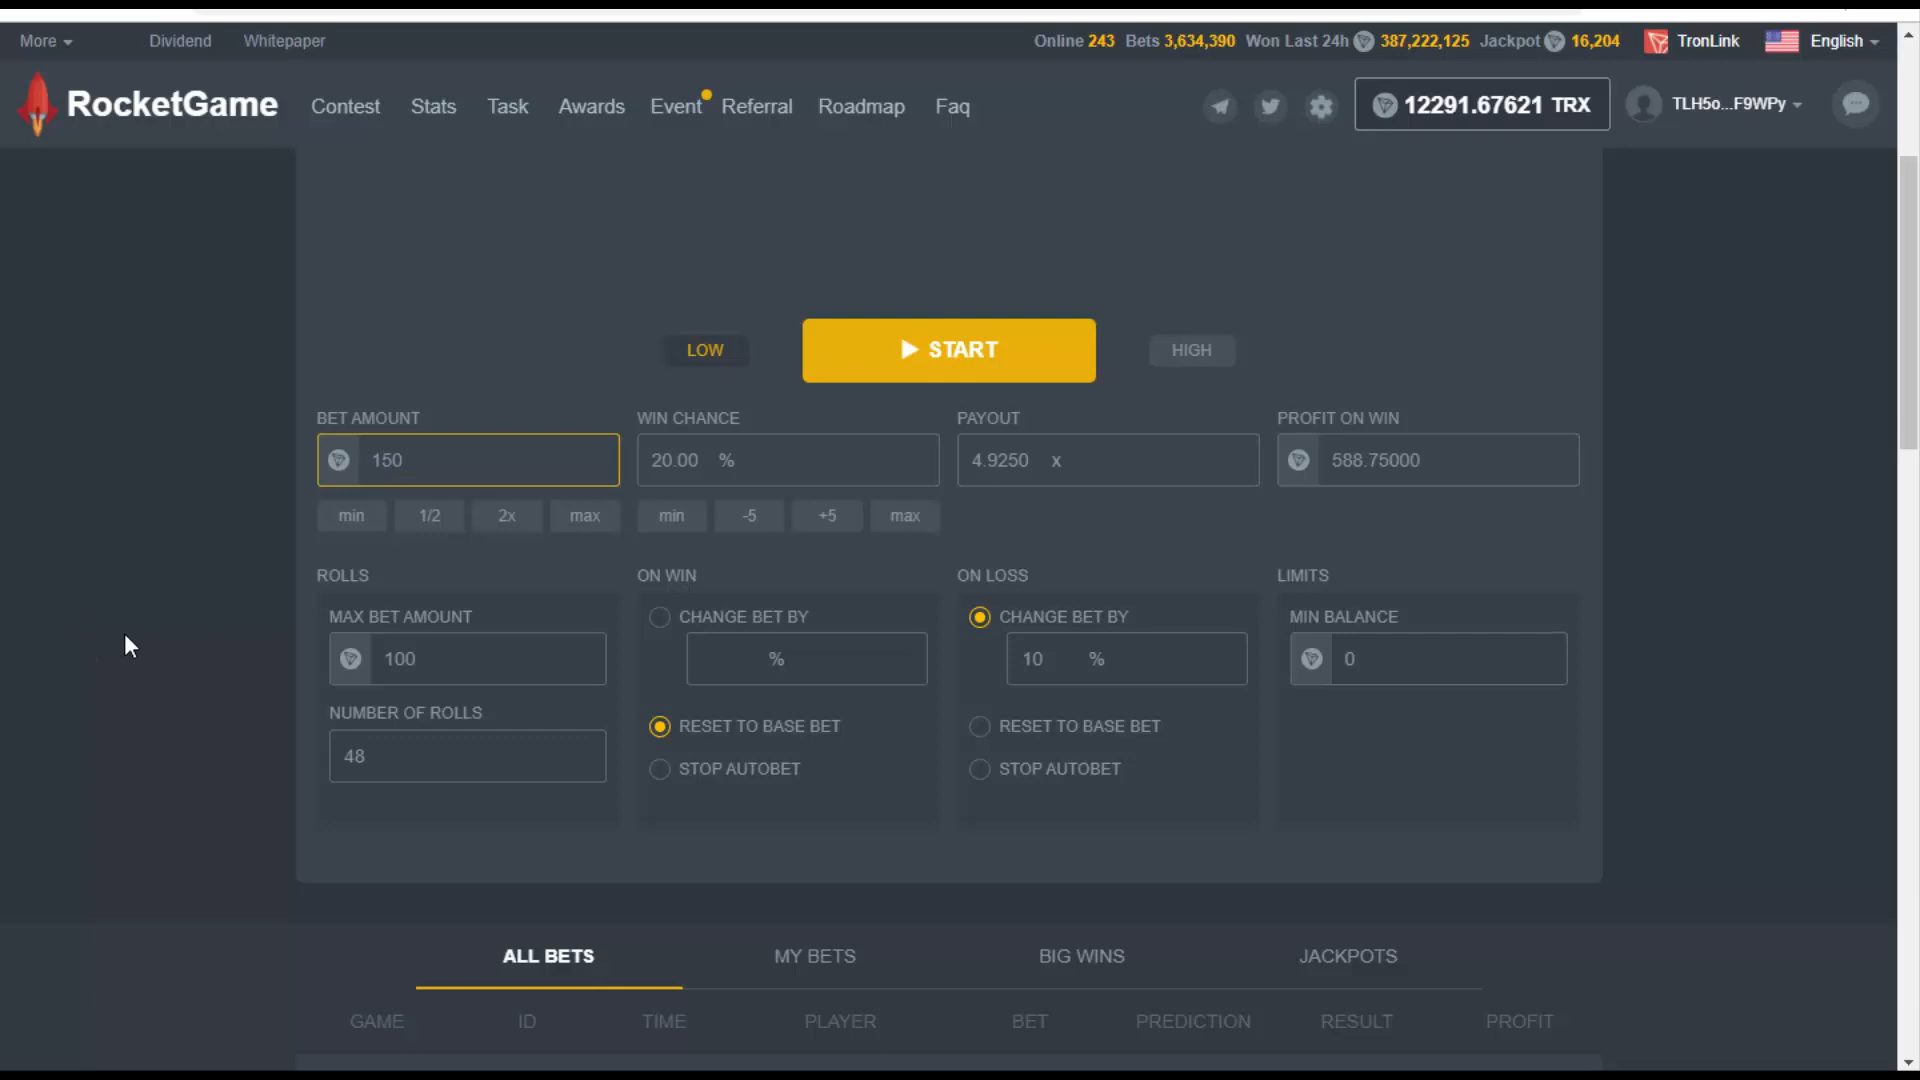 More Dividend Whitepaper Online 243 Bets 3,634,390 Won Last 24h 387,222,125 Jackpot 16,204 TronLink English
RocketGame Contest Stats Task Awards Event Referral Roadmap Faq 12291.67621 TRX TLH5o...F9WPy
LOW START HIGH
BET AMOUNT WIN CHANCE PAYOUT PROFIT ON WIN
150 20.00 % 4.9250 x 588.75000
min 1/2 2x max min -5 +5 max
ROLLS ON WIN ON LOSS LIMITS
MAX BET AMOUNT CHANGE BET BY CHANGE BET BY MIN BALANCE
100 % 10 % 0
NUMBER OF ROLLS RESET TO BASE BET RESET TO BASE BET
48 STOP AUTOBET STOP AUTOBET
ALL BETS MY BETS BIG WINS JACKPOTS
GAME ID TIME PLAYER BET PREDICTION RESULT PROFIT